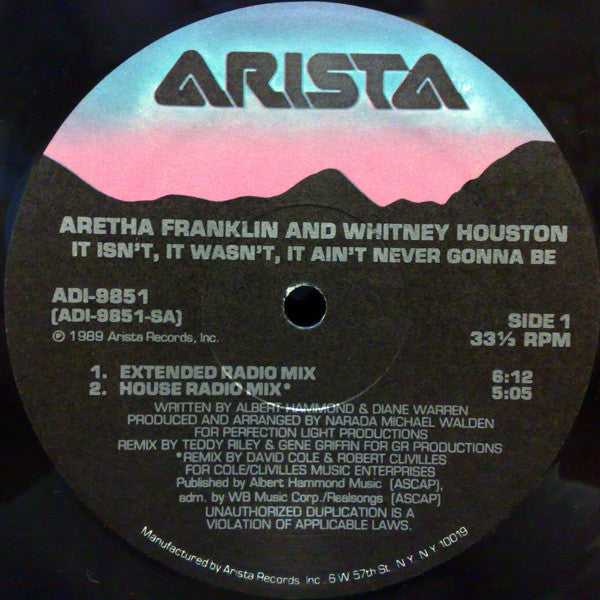 ARISTA
ARETHA FRANKLIN AND WHITNEY HOUSTON
IT ISN'T, IT WASN'T, IT AIN'T NEVER GONNA BE
ADI-9851
(ADI-9851-SA)
℗ 1989 Arista Records, Inc.
SIDE 1
33⅓ RPM
1. EXTENDED RADIO MIX 6:12
2. HOUSE RADIO MIX* 5:05
WRITTEN BY ALBERT HAMMOND & DIANE WARREN
PRODUCED AND ARRANGED BY NARADA MICHAEL WALDEN
FOR PERFECTION LIGHT PRODUCTIONS
REMIX BY TEDDY RILEY & GENE GRIFFIN FOR GR PRODUCTIONS
*REMIX BY DAVID COLE & ROBERT CLIVILLES
FOR COLE/CLIVILLES MUSIC ENTERPRISES
Published by Albert Hammond Music (ASCAP),
adm. by WB Music Corp./Realsongs (ASCAP)
UNAUTHORIZED DUPLICATION IS A
VIOLATION OF APPLICABLE LAWS.
Manufactured by Arista Records, Inc. 6 W 57th St. N.Y. N.Y 10019